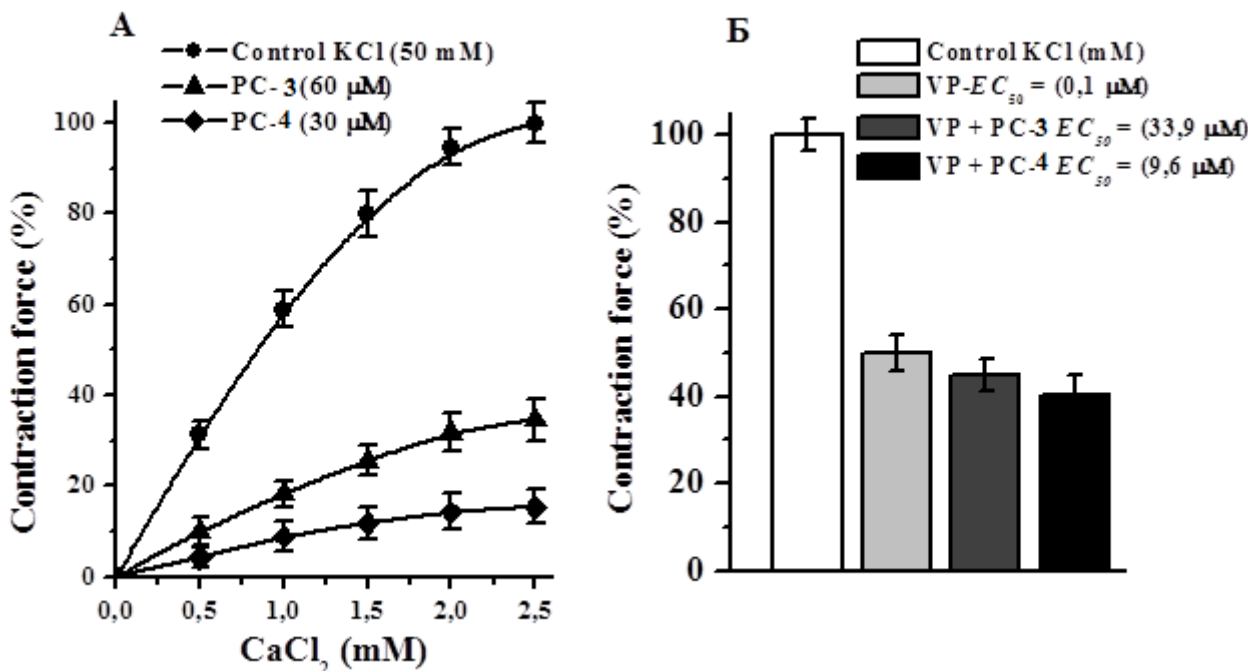 А
Control KCl (50 mM)
PC-3 (60 µM)
PC-4 (30 µM)
Contraction force (%)
100
80
60
40
20
0
0,0 0,5 1,0 1,5 2,0 2,5
CaCl₂ (mM)
Б
Control KCl (mM)
VP-EC₅₀ = (0,1 µM)
VP + PC-3 EC₅₀ = (33,9 µM)
VP + PC-4 EC₅₀ = (9,6 µM)
Contraction force (%)
100
80
60
40
20
0